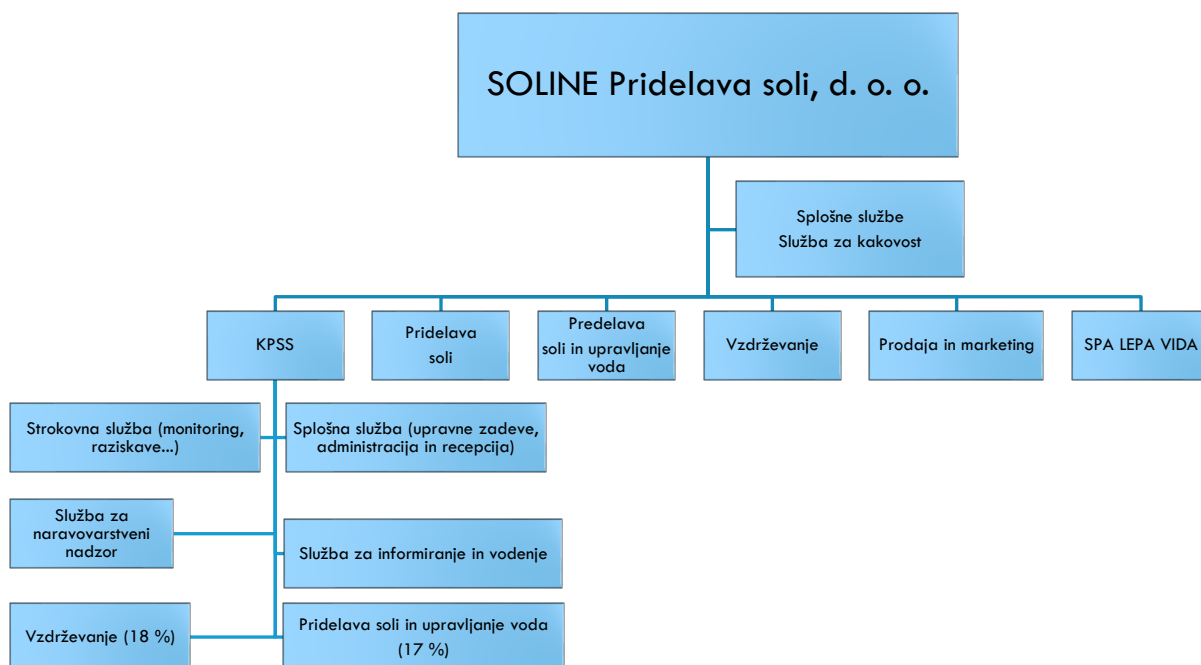 SOLINE Pridelava soli, d. o. o.
Splošne službe
Služba za kakovost
KPSS
Pridelava
soli
Predelava
soli in upravljanje
voda
Vzdrževanje
Prodaja in marketing
SPA LEPA VIDA
Strokovna služba (monitoring,
raziskave...)
Splošna služba (upravne zadeve,
administracija in recepcija)
Služba za
naravovarstveni
nadzor
Služba za informiranje in vodenje
Vzdrževanje (18 %)
Pridelava soli in upravljanje voda
(17 %)